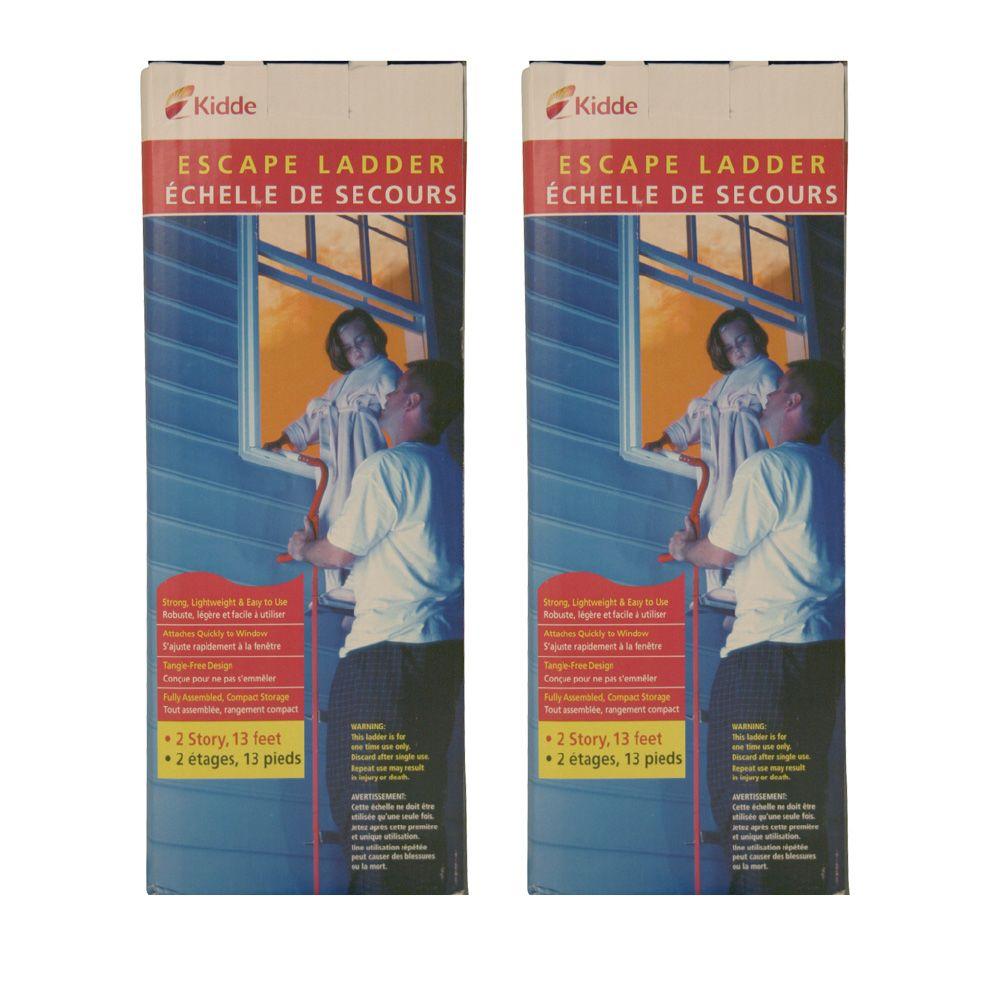 Kidde
ESCAPE LADDER
ÉCHELLE DE SECOURS
Strong, Lightweight & Easy to Use
Robuste, légère et facile à utiliser
Attaches Quickly to Window
S'ajuste rapidement à la fenêtre
Tangle-Free Design
Conçue pour ne pas s'emmêler
Fully Assembled, Compact Storage
Tout assemblée, rangement compact
• 2 Story, 13 feet
• 2 étages, 13 pieds
WARNING:
This ladder is for
one time use only.
Discard after single use.
Repeat use may result
in injury or death.
AVERTISSEMENT:
Cette échelle ne doit être
utilisée qu'une seule fois.
Jetez après cette première
et unique utilisation.
Une utilisation répétée
peut causer des blessures
ou la mort.
Kidde
ESCAPE LADDER
ÉCHELLE DE SECOURS
Strong, Lightweight & Easy to Use
Robuste, légère et facile à utiliser
Attaches Quickly to Window
S'ajuste rapidement à la fenêtre
Tangle-Free Design
Conçue pour ne pas s'emmêler
Fully Assembled, Compact Storage
Tout assemblée, rangement compact
• 2 Story, 13 feet
• 2 étages, 13 pieds
WARNING:
This ladder is for
one time use only.
Discard after single use.
Repeat use may result
in injury or death.
AVERTISSEMENT:
Cette échelle ne doit être
utilisée qu'une seule fois.
Jetez après cette première
et unique utilisation.
Une utilisation répétée
peut causer des blessures
ou la mort.